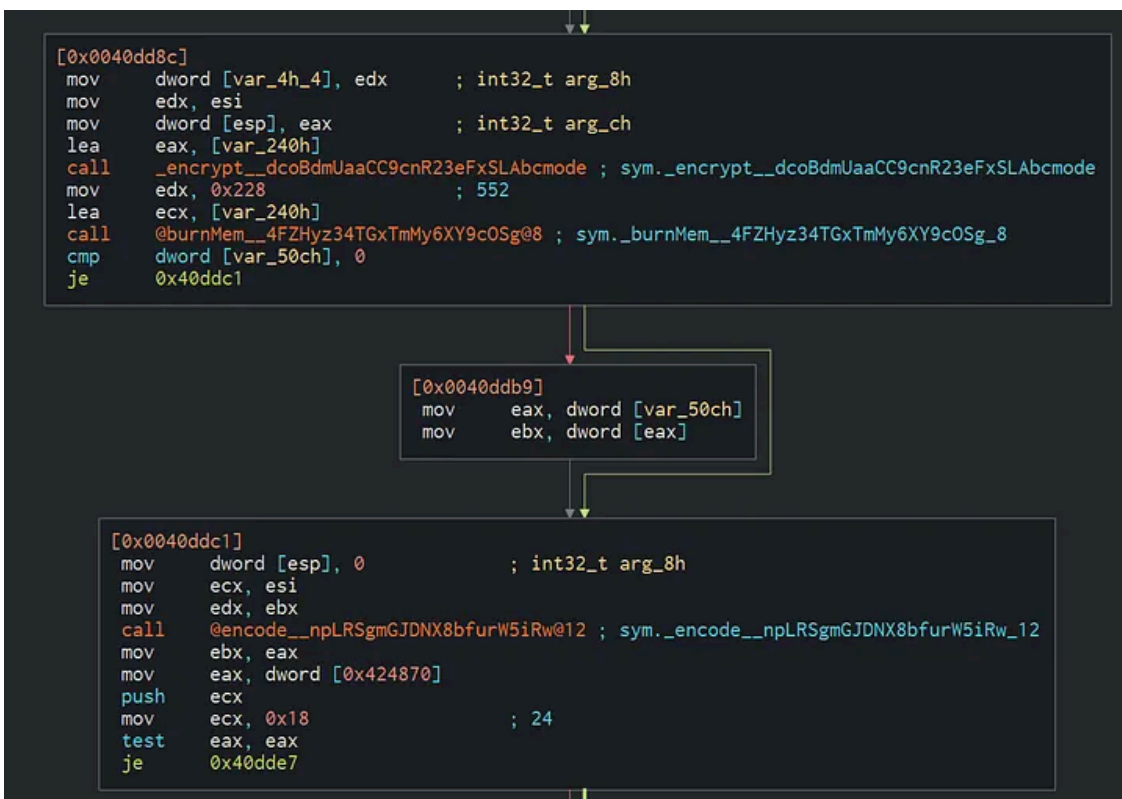 [0x0040dd8c]
mov dword [var_4h_4], edx ; int32_t arg_8h
mov edx, esi
mov dword [esp], eax ; int32_t arg_ch
lea eax, [var_240h]
call _encrypt__dcoBdmUaaCC9cnR23eFxSLAbcmode ; sym._encrypt__dcoBdmUaaCC9cnR23eFxSLAbcmode
mov edx, 0x228 ; 552
lea ecx, [var_240h]
call @burnMem__4FZHyz34TGxTmMy6XY9cOSg@8 ; sym._burnMem__4FZHyz34TGxTmMy6XY9cOSg_8
cmp dword [var_50ch], 0
je 0x40ddc1
[0x0040ddb9]
mov eax, dword [var_50ch]
mov ebx, dword [eax]
[0x0040ddc1]
mov dword [esp], 0 ; int32_t arg_8h
mov ecx, esi
mov edx, ebx
call @encode__npLRSgmGJDNX8bfurW5iRw@12 ; sym._encode__npLRSgmGJDNX8bfurW5iRw_12
mov ebx, eax
mov eax, dword [0x424870]
push ecx
mov ecx, 0x18 ; 24
test eax, eax
je 0x40dde7